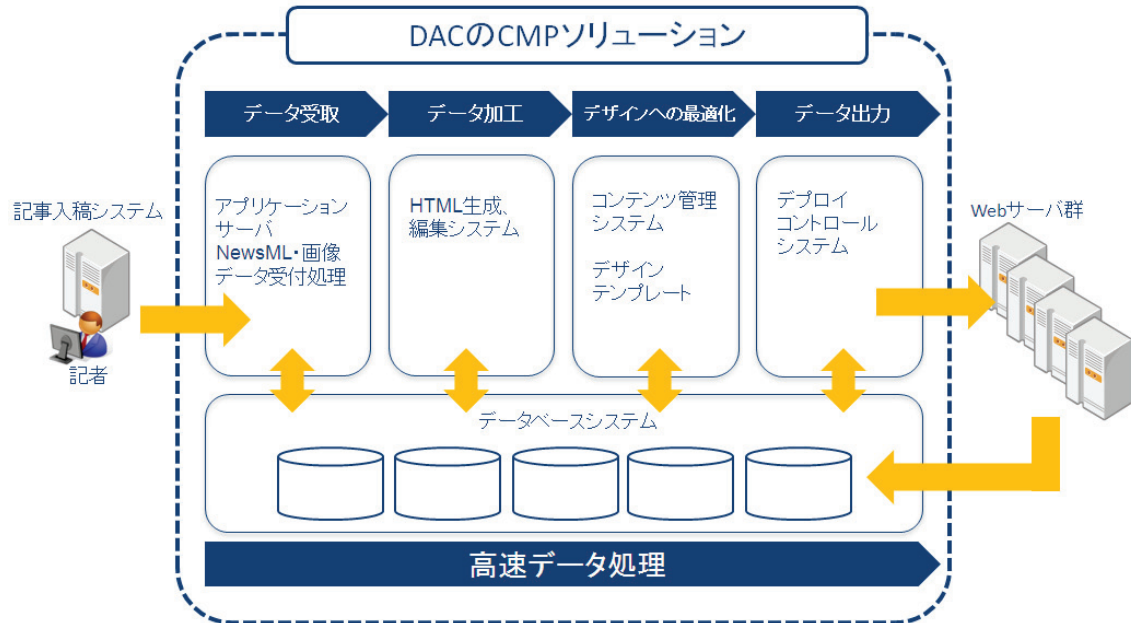 DACのCMPソリューション
データ受取
データ加工
デザインへの最適化
データ出力
記事入稿システム
記者
アプリケーション
サーバ
NewsML・画像
データ受付処理
HTML生成、
編集システム
コンテンツ管理
システム
デザイン
テンプレート
デプロイ
コントロール
システム
Webサーバ群
データベースシステム
高速データ処理